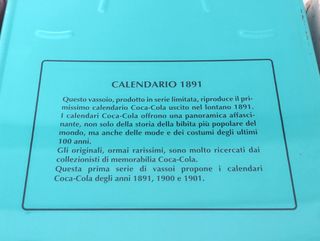 CALENDARIO 1891
Questo vassoio, prodotto in serie limitata, riproduce il pri-
missimo calendario Coca-Cola uscito nel lontano 1891.
I calendari Coca-Cola offrono una panoramica affasci-
nante, non solo della storia della bibita più popolare del
mondo, ma anche delle mode e dei costumi degli ultimi
100 anni.
Gli originali, ormai rarissimi, sono molto ricercati dai
collezionisti di memorabilia Coca-Cola.
Questa prima serie di vassoi propone i calendari
Coca-Cola degli anni 1891, 1900 e 1901.